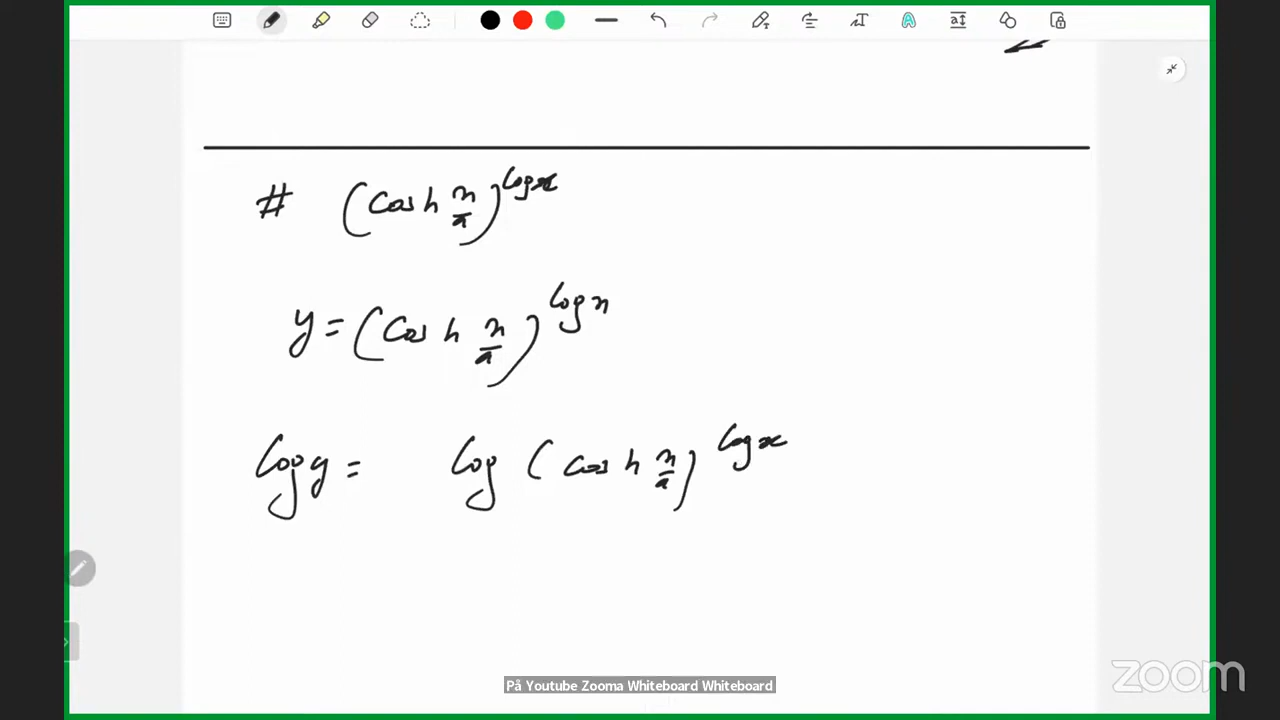 # (Cosh x/a)^log x
y = (Cosh x/a)^log x
log y = log (cosh x/a)^log x
zoom
På Youtube Zooma Whiteboard Whiteboard